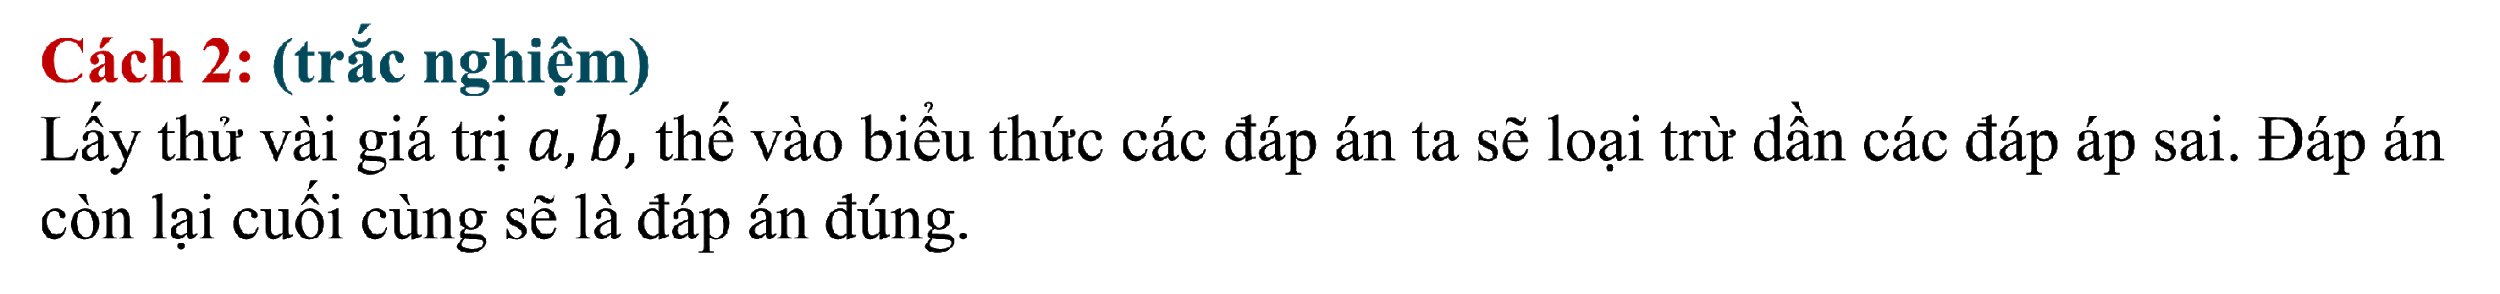 Cách 2: (trắc nghiệm)
Lấy thử vài giá trị a, b, thế vào biểu thức các đáp án ta sẽ loại trừ dần các đáp áp sai. Đáp án
còn lại cuối cùng sẽ là đáp án đúng.